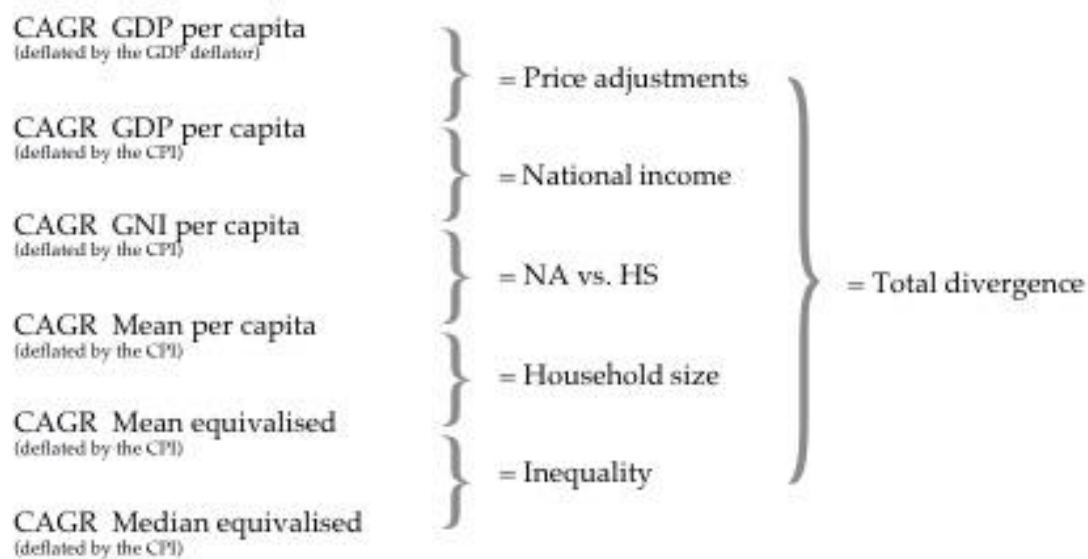 CAGR GDP per capita
(deflated by the GDP deflator)
= Price adjustments
CAGR GDP per capita
(deflated by the CPI)
= National income
CAGR GNI per capita
(deflated by the CPI)
= NA vs. HS
= Total divergence
CAGR Mean per capita
(deflated by the CPI)
= Household size
CAGR Mean equivalised
(deflated by the CPI)
= Inequality
CAGR Median equivalised
(deflated by the CPI)